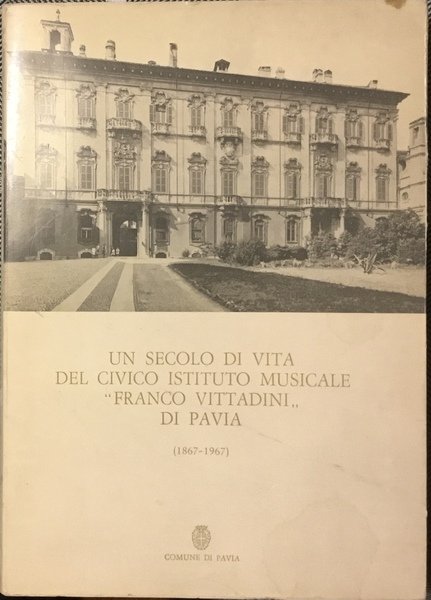 UN SECOLO DI VITA
DEL CIVICO ISTITUTO MUSICALE
“FRANCO VITTADINI„
DI PAVIA
(1867-1967)
COMUNE DI PAVIA